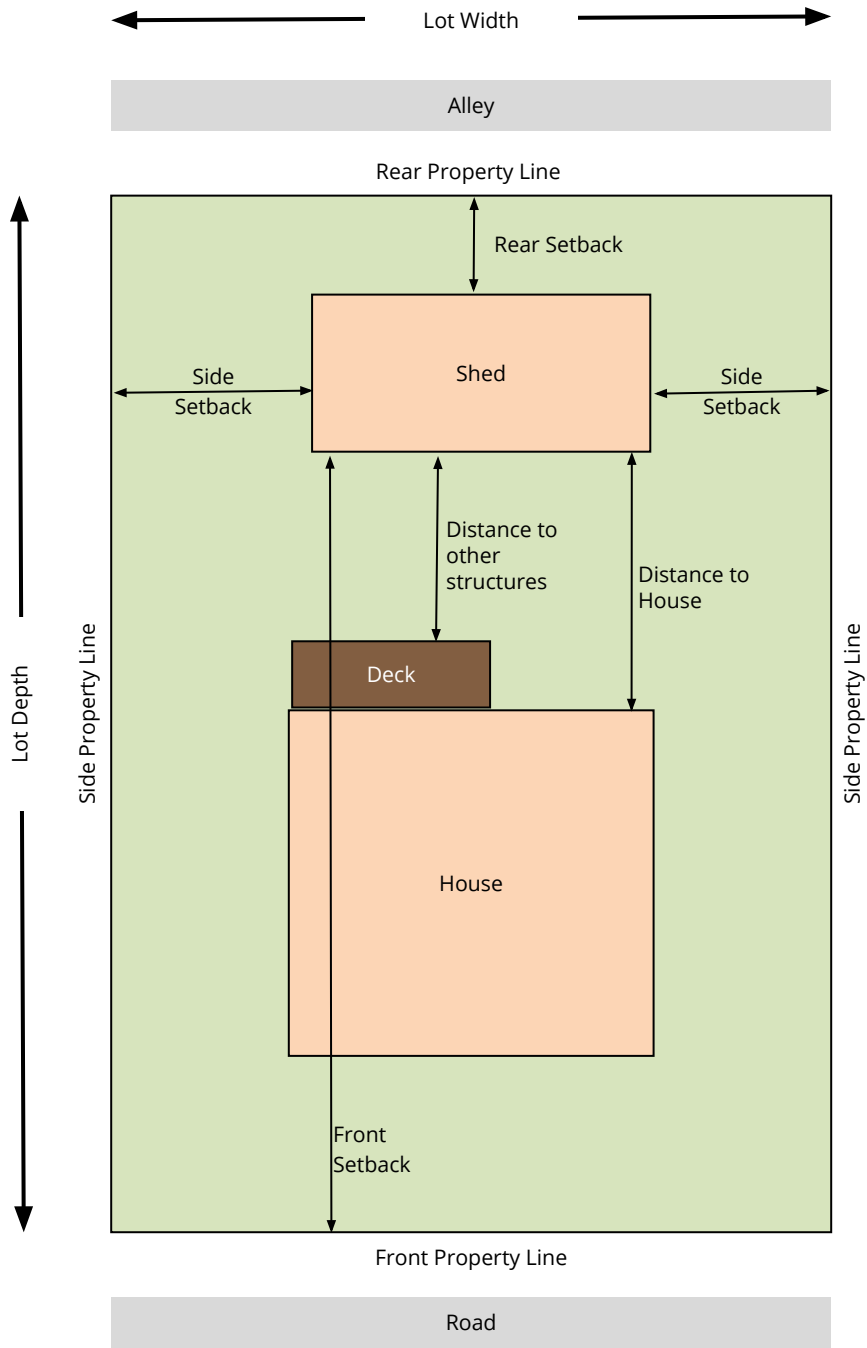 Lot Width
Alley
Rear Property Line
Rear Setback
Shed
Side
Setback
Side
Setback
Distance to
other
structures
Distance to
House
Deck
Lot Depth
Side Property Line
Side Property Line
House
Front
Setback
Front Property Line
Road